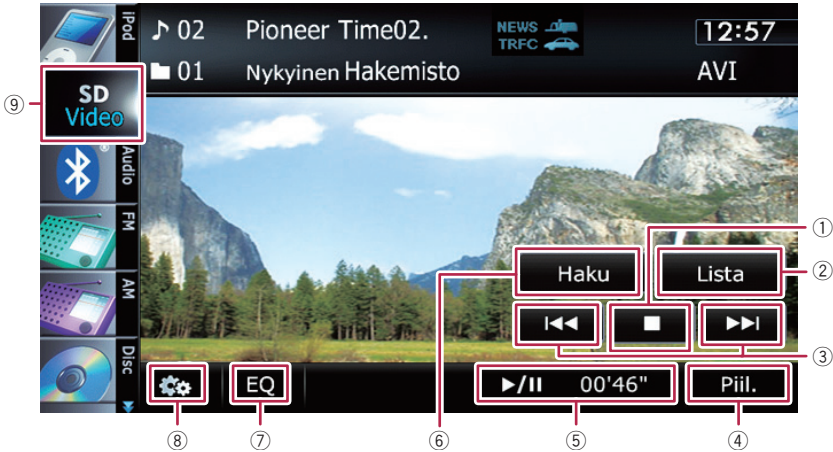 iPod
♪ 02 Pioneer Time02.
NEWS
TRFC
12:57
01 Nykyinen Hakemisto
AVI
SD
Video
Audio
FM
AM
Disc
Haku
Lista
EQ
►/II 00'46"
Piil.
①
②
③
④
⑤
⑥
⑦
⑧
⑨